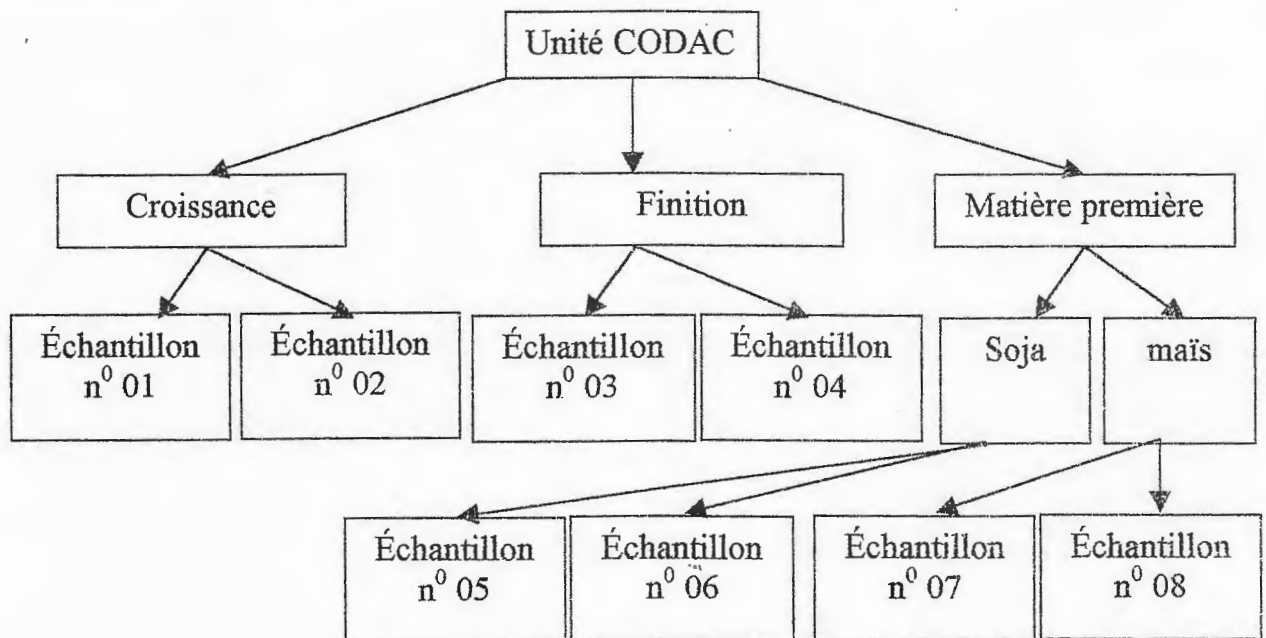 Unité CODAC
Croissance
Finition
Matière première
Échantillon
n⁰ 01
Échantillon
n⁰ 02
Échantillon
n⁰ 03
Échantillon
n⁰ 04
Soja
maïs
Échantillon
n⁰ 05
Échantillon
n⁰ 06
Échantillon
n⁰ 07
Échantillon
n⁰ 08